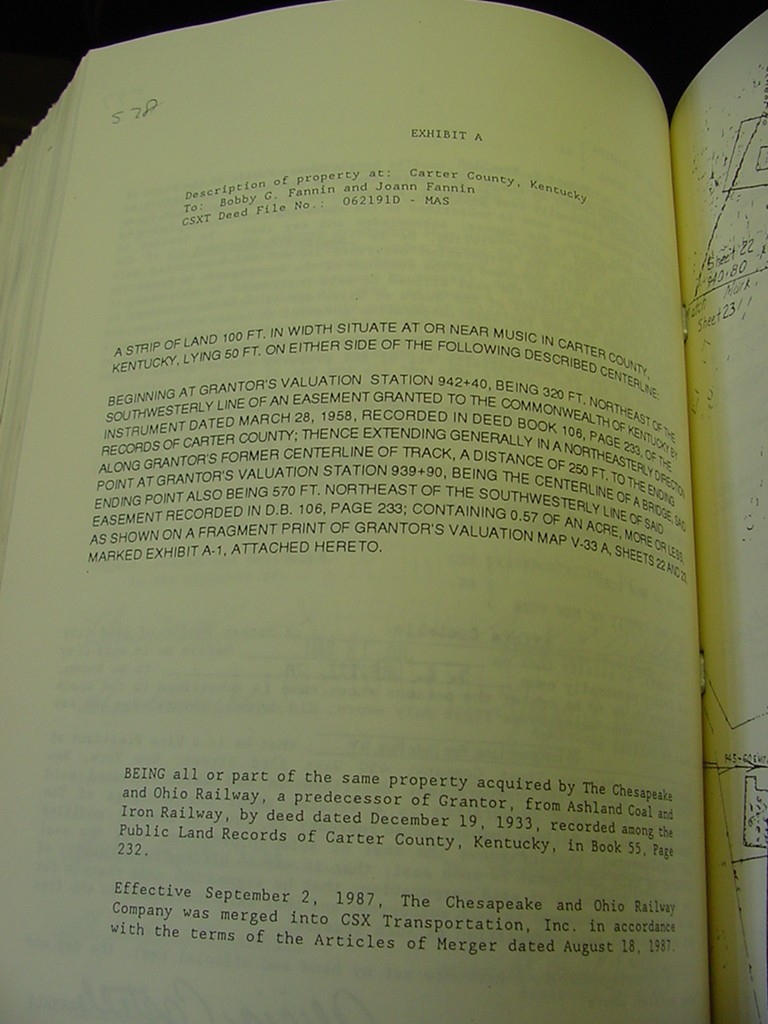 578
EXHIBIT A
Description of property at: Carter County, Kentucky
To: Bobby G. Fannin and Joann Fannin
CSXT Deed File No.: 062191D - MAS
A STRIP OF LAND 100 FT. IN WIDTH SITUATE AT OR NEAR MUSIC IN CARTER COUNTY,
KENTUCKY, LYING 50 FT. ON EITHER SIDE OF THE FOLLOWING DESCRIBED CENTERLINE:
BEGINNING AT GRANTOR'S VALUATION STATION 942+40, BEING 320 FT. NORTHEAST OF THE
SOUTHWESTERLY LINE OF AN EASEMENT GRANTED TO THE COMMONWEALTH OF KENTUCKY BY
INSTRUMENT DATED MARCH 28, 1958, RECORDED IN DEED BOOK 106, PAGE 233, OF THE
RECORDS OF CARTER COUNTY; THENCE EXTENDING GENERALLY IN A NORTHEASTERLY DIRECTION
ALONG GRANTOR'S FORMER CENTERLINE OF TRACK, A DISTANCE OF 250 FT. TO THE ENDING
POINT AT GRANTOR'S VALUATION STATION 939+90, BEING THE CENTERLINE OF A BRIDGE, SAID
ENDING POINT ALSO BEING 570 FT. NORTHEAST OF THE SOUTHWESTERLY LINE OF SAID
EASEMENT RECORDED IN D.B. 106, PAGE 233; CONTAINING 0.57 OF AN ACRE, MORE OR LESS,
AS SHOWN ON A FRAGMENT PRINT OF GRANTOR'S VALUATION MAP V-33 A, SHEETS 22 AND 23
MARKED EXHIBIT A-1, ATTACHED HERETO.
BEING all or part of the same property acquired by The Chesapeake
and Ohio Railway, a predecessor of Grantor, from Ashland Coal and
Iron Railway, by deed dated December 19, 1933, recorded among the
Public Land Records of Carter County, Kentucky, in Book 55, Page
232.
Effective September 2, 1987, The Chesapeake and Ohio Railway
Company was merged into CSX Transportation, Inc. in accordance
with the terms of the Articles of Merger dated August 18, 1987.
Sheet 22
940+80
Mark
Sheet 23